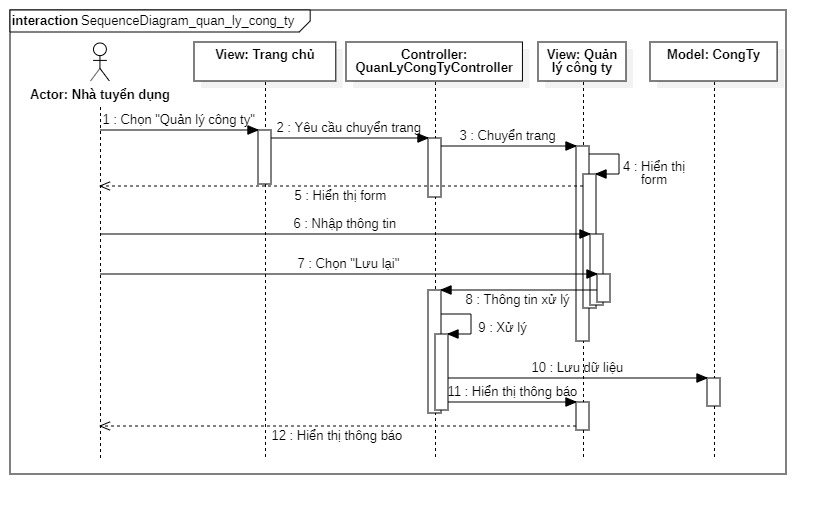 interaction SequenceDiagram_quan_ly_cong_ty
Actor: Nhà tuyển dụng
View: Trang chủ
Controller:
QuanLyCongTyController
View: Quản
lý công ty
Model: CongTy
1 : Chọn "Quản lý công ty"
2 : Yêu cầu chuyển trang
3 : Chuyển trang
4 : Hiển thị
form
5 : Hiển thị form
6 : Nhập thông tin
7 : Chọn "Lưu lại"
8 : Thông tin xử lý
9 : Xử lý
10 : Lưu dữ liệu
11 : Hiển thị thông báo
12 : Hiển thị thông báo